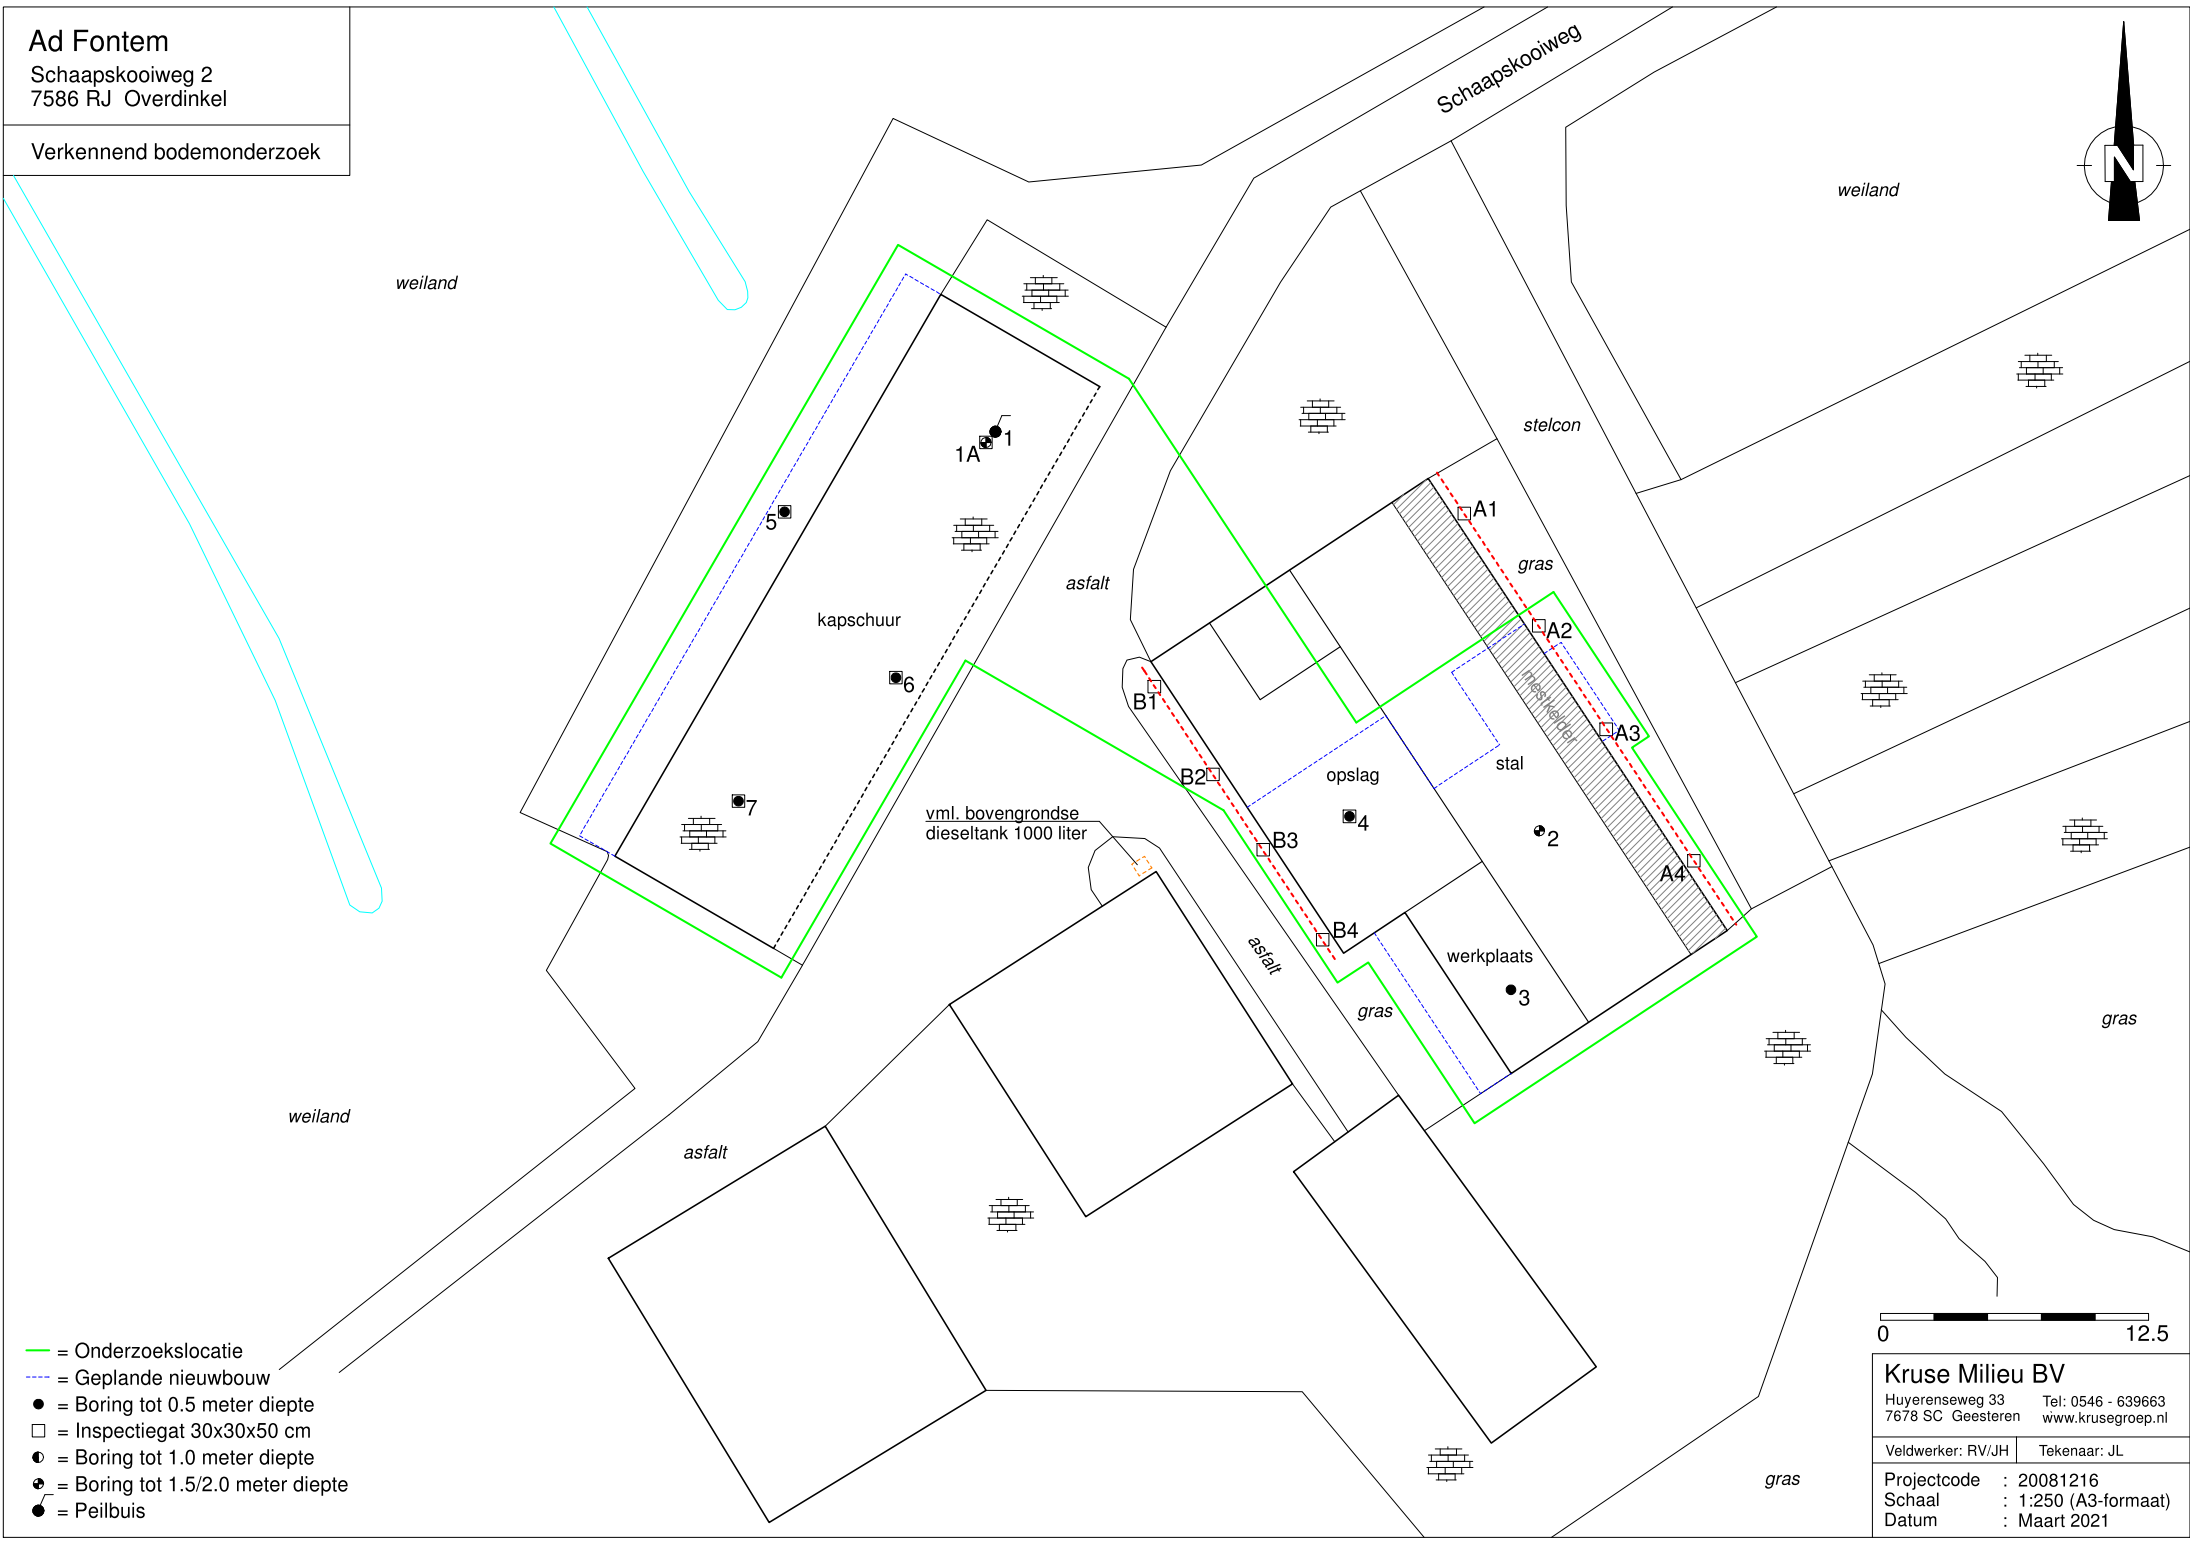 Ad Fontem
Schaapskooiweg 2
7586 RJ  Overdinkel
Verkennend bodemonderzoek
Schaapskooiweg
N
weiland
weiland
stelcon
1
1A
5
A1
gras
asfalt
kapschuur
A2
6
B1
mestkelder
A3
B2
opslag
stal
7
vml. bovengrondse
dieseltank 1000 liter
4
2
B3
A4
B4
asfalt
werkplaats
3
gras
gras
weiland
asfalt
0
12.5
= Onderzoekslocatie
= Geplande nieuwbouw
= Boring tot 0.5 meter diepte
= Inspectiegat 30x30x50 cm
= Boring tot 1.0 meter diepte
= Boring tot 1.5/2.0 meter diepte
= Peilbuis
gras
Kruse Milieu BV
Huyerenseweg 33 Tel: 0546 - 639663
7678 SC  Geesteren www.krusegroep.nl
Veldwerker: RV/JH Tekenaar: JL
Projectcode : 20081216
Schaal : 1:250 (A3-formaat)
Datum : Maart 2021